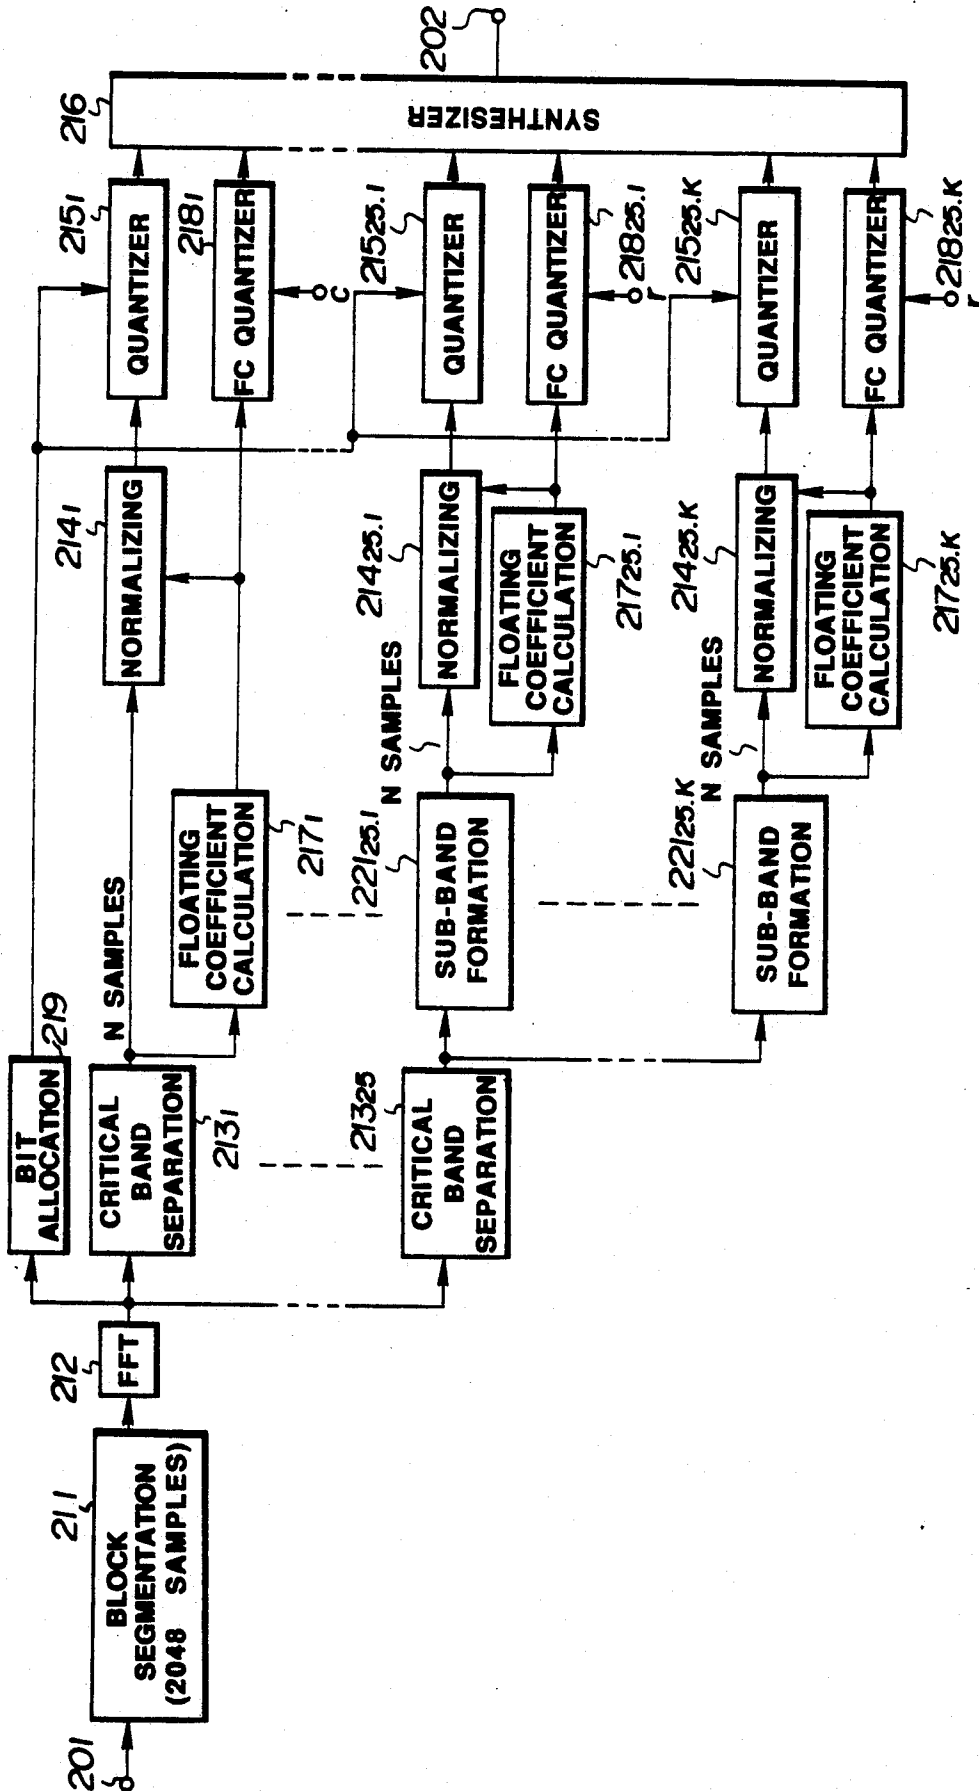 201
211
BLOCK
SEGMENTATION
(2048 SAMPLES)
212
FFT
BIT
ALLOCATION
219
CRITICAL
BAND
SEPARATION
2131
N SAMPLES
FLOATING
COEFFICIENT
CALCULATION
2171
2141
NORMALIZING
2151
QUANTIZER
2181
FC QUANTIZER
c
216
SYNTHESIZER
202
21325
CRITICAL
BAND
SEPARATION
22125.1
SUB-BAND
FORMATION
N SAMPLES
21425.1
NORMALIZING
FLOATING
COEFFICIENT
CALCULATION
21725.1
21525.1
QUANTIZER
FC QUANTIZER
21825.1
r
22125.K
SUB-BAND
FORMATION
N SAMPLES
21425.K
NORMALIZING
FLOATING
COEFFICIENT
CALCULATION
21725.K
21525.K
QUANTIZER
FC QUANTIZER
21825.K
r